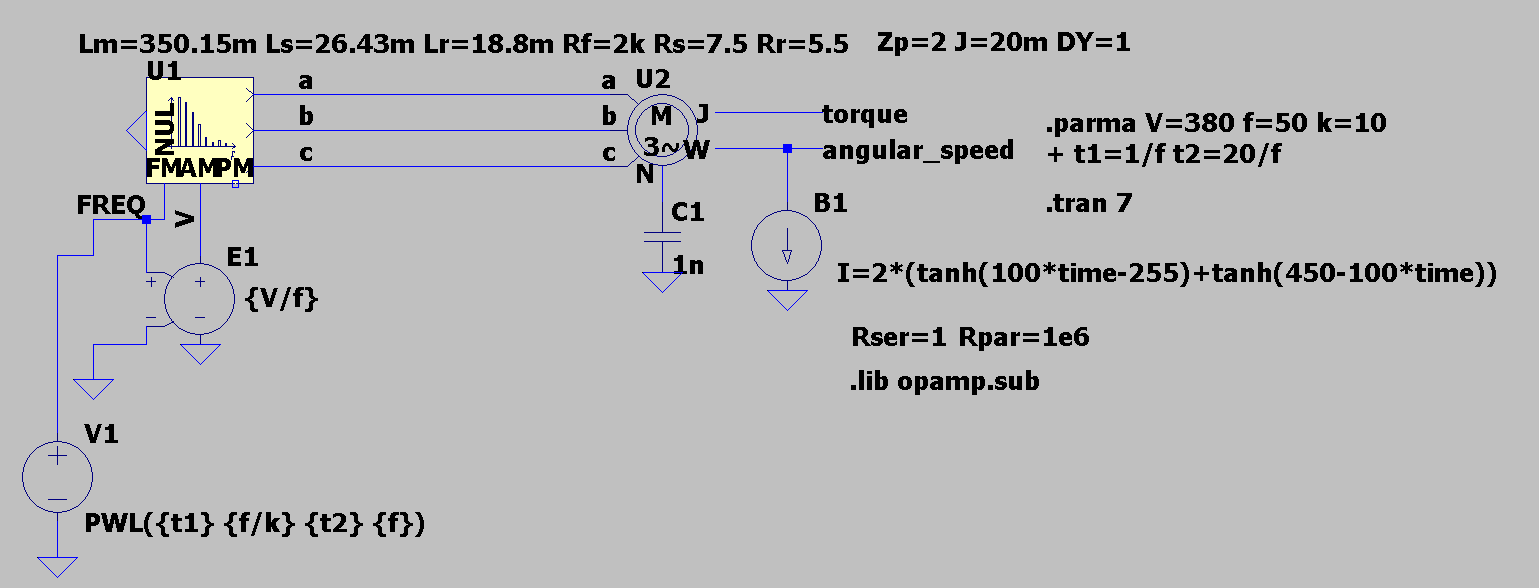 Lm=350.15m Ls=26.43m Lr=18.8m Rf=2k Rs=7.5 Rr=5.5 Zp=2 J=20m DY=1
U1
a a U2
NUL b b M J torque .parma V=380 f=50 k=10
c c 3~ W angular_speed + t1=1/f t2=20/f
FM AM PM N
FREQ V C1 B1 .tran 7
E1
1n I=2*(tanh(100*time-255)+tanh(450-100*time))
{V/f}
Rser=1 Rpar=1e6
.lib opamp.sub
V1
PWL({t1} {f/k} {t2} {f})